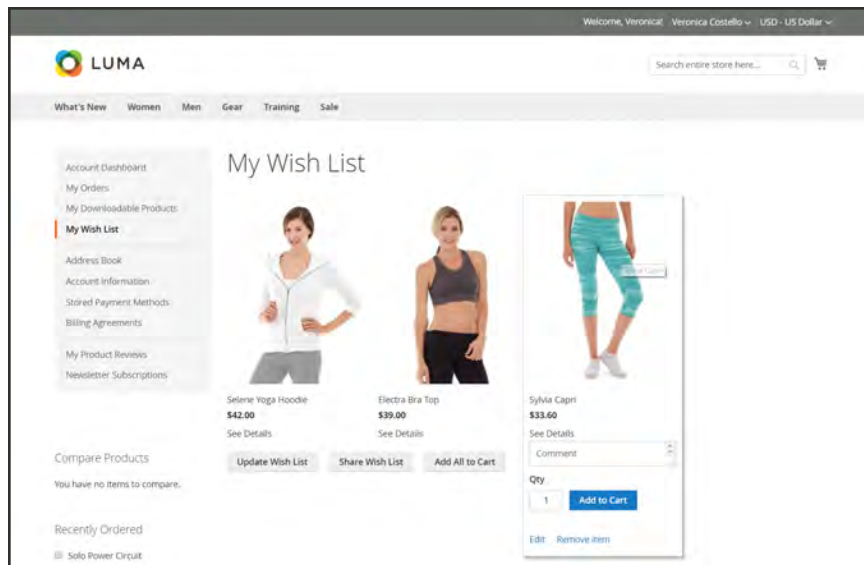 Welcome, Veronica! Veronica Costello USD - US Dollar
LUMA
Search entire store here...
What's New Women Men Gear Training Sale
My Wish List
Account Dashboard
My Orders
My Downloadable Products
My Wish List
Address Book
Account Information
Stored Payment Methods
Billing Agreements
My Product Reviews
Newsletter Subscriptions
Compare Products
You have no items to compare.
Recently Ordered
Solo Power Circuit
Selene Yoga Hoodie
$42.00
See Details
Electra Bra Top
$39.00
See Details
Update Wish List Share Wish List Add All to Cart
Sylvia Capri
Sylvia Capri
$33.60
See Details
Comment
Qty
1 Add to Cart
Edit Remove item